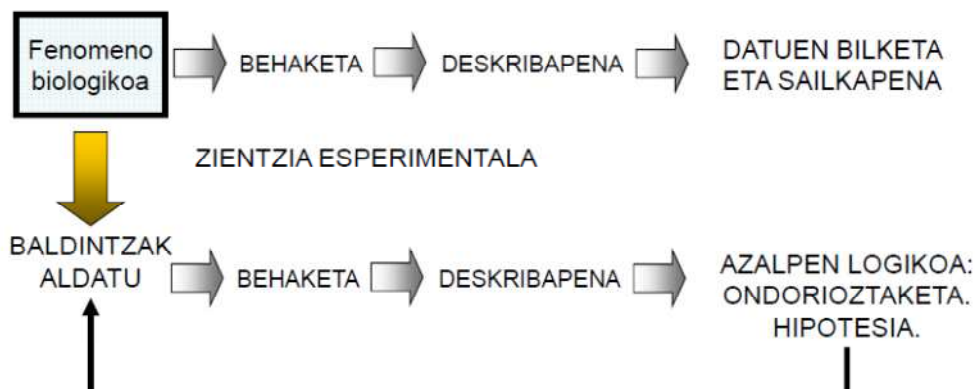 Fenomeno
biologikoa
BEHAKETA
DESKRIBAPENA
DATUEN BILKETA
ETA SAILKAPENA
ZIENTZIA ESPERIMENTALA
BALDINTZAK
ALDATU
BEHAKETA
DESKRIBAPENA
AZALPEN LOGIKOA:
ONDORIOZTAKETA.
HIPOTESIA.